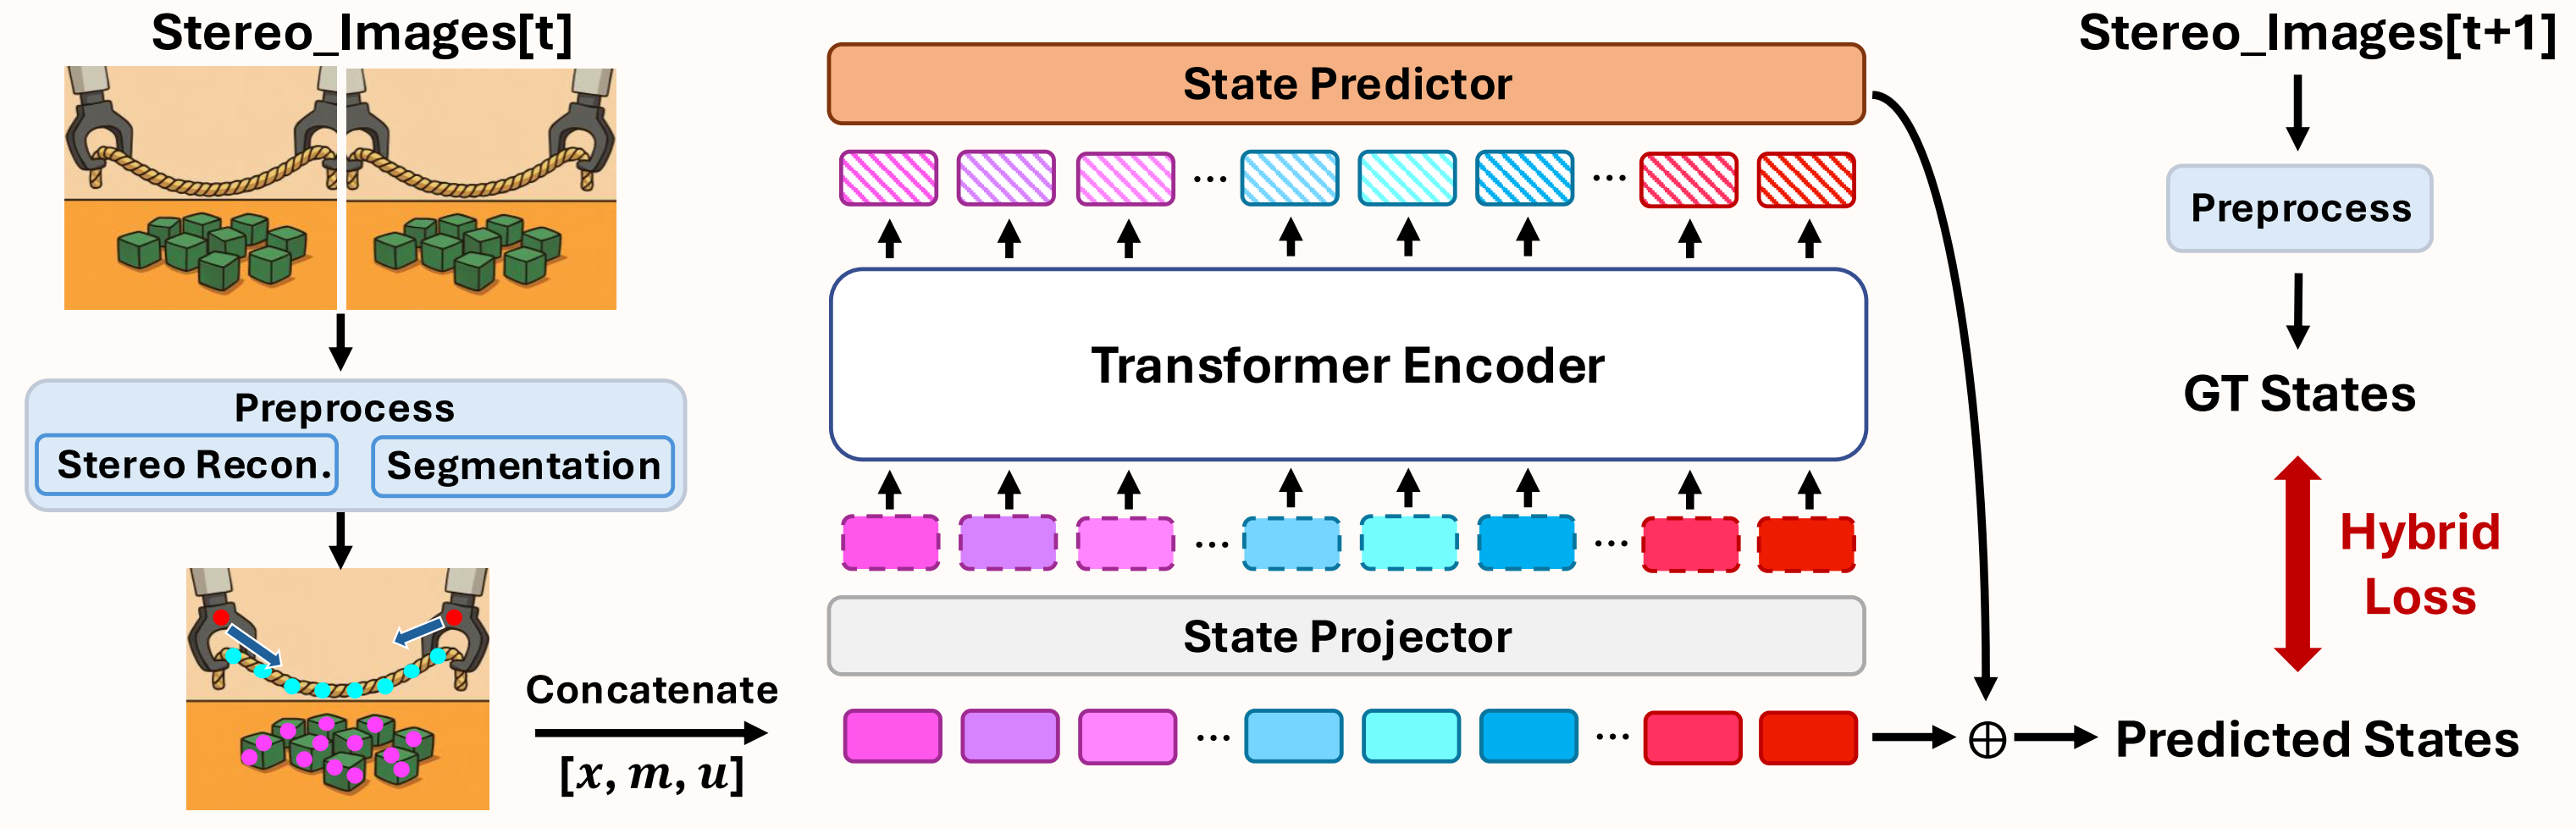 Stereo_Images[t]
Preprocess
Stereo Recon.
Segmentation
Concatenate
[x, m, u]
State Predictor
...
...
Transformer Encoder
...
...
State Projector
...
...
Stereo_Images[t+1]
Preprocess
GT States
Hybrid
Loss
Predicted States